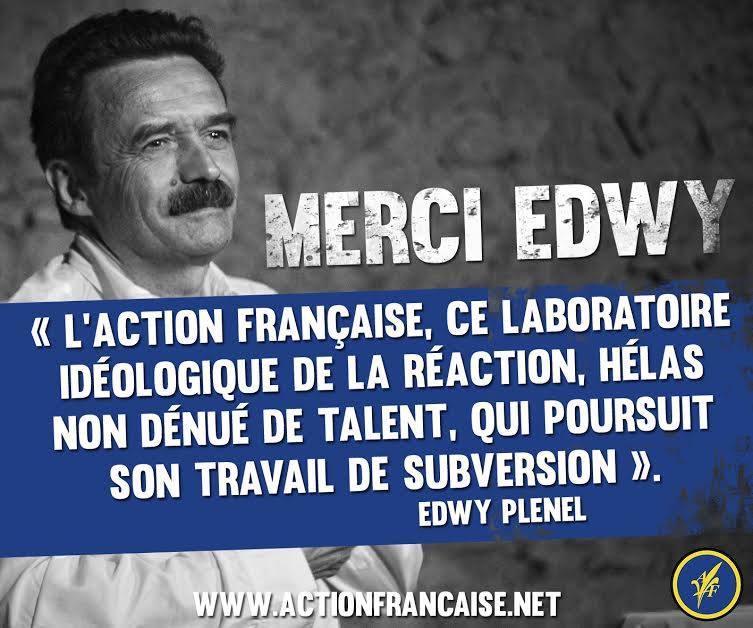 MERCI EDWY
« L'ACTION FRANÇAISE, CE LABORATOIRE
IDÉOLOGIQUE DE LA RÉACTION, HÉLAS
NON DÉNUÉ DE TALENT, QUI POURSUIT
SON TRAVAIL DE SUBVERSION ».
EDWY PLENEL
WWW.ACTIONFRANCAISE.NET
AF